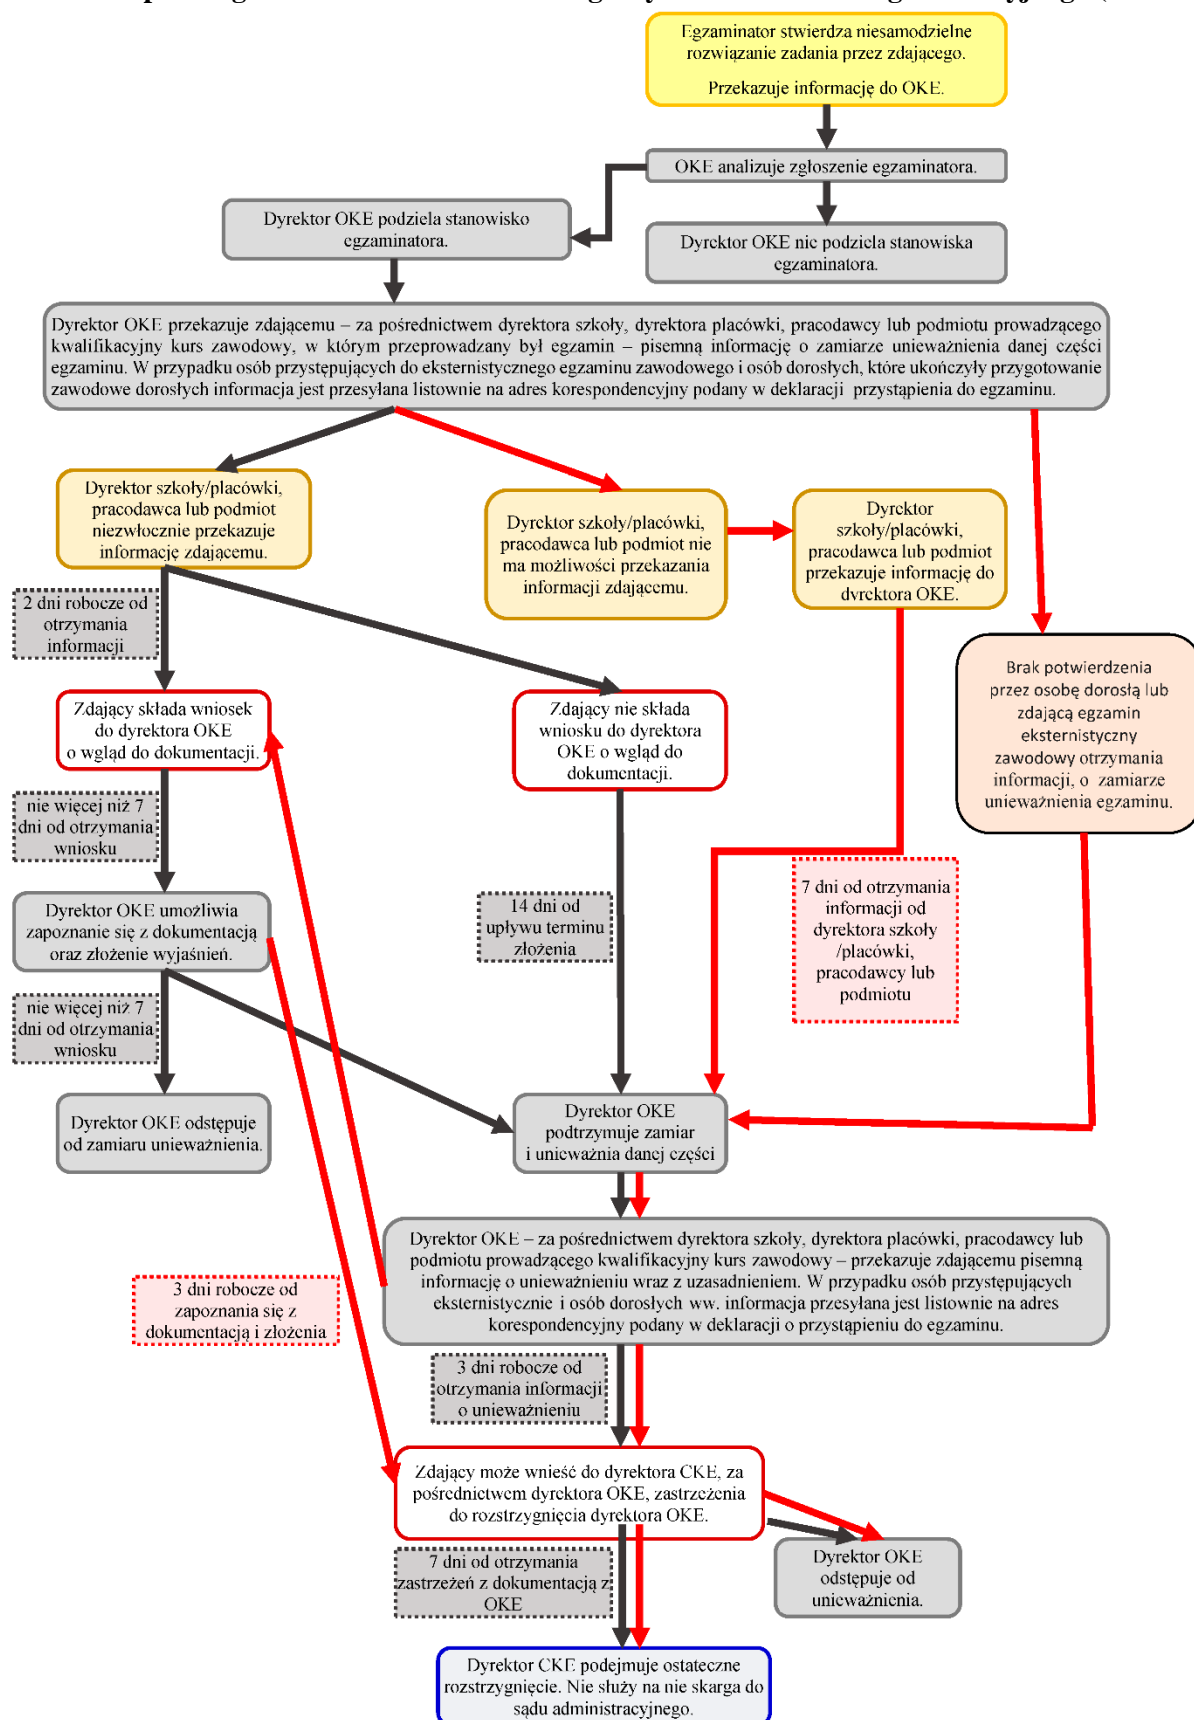 Egzaminator stwierdza niesamodzielne
rozwiązanie zadania przez zdającego.
Przekazuje informację do OKE.
OKE analizuje zgłoszenie egzaminatora.
Dyrektor OKE podziela stanowisko
egzaminatora.
Dyrektor OKE nie podziela stanowiska
egzaminatora.
Dyrektor OKE przekazuje zdającemu – za pośrednictwem dyrektora szkoły, dyrektora placówki, pracodawcy lub podmiotu prowadzącego
kwalifikacyjny kurs zawodowy, w którym przeprowadzany był egzamin – pisemną informację o zamiarze unieważnienia danej części
egzaminu. W przypadku osób przystępujących do eksternistycznego egzaminu zawodowego i osób dorosłych, które ukończyły przygotowanie
zawodowe dorosłych informacja jest przesyłana listownie na adres korespondencyjny podany w deklaracji przystąpienia do egzaminu.
Dyrektor szkoły/placówki,
pracodawca lub podmiot
niezwłocznie przekazuje
informację zdającemu.
Dyrektor szkoły/placówki,
pracodawca lub podmiot nie
ma możliwości przekazania
informacji zdającemu.
Dyrektor
szkoły/placówki,
pracodawca lub podmiot
przekazuje informację do
dyrektora OKE.
2 dni robocze od
otrzymania
informacji
Brak potwierdzenia
przez osobę dorosłą lub
zdającą egzamin
eksternistyczny
zawodowy otrzymania
informacji, o zamiarze
unieważnienia egzaminu.
Zdający składa wniosek
do dyrektora OKE
o wgląd do dokumentacji.
Zdający nie składa
wniosku do dyrektora
OKE o wgląd do
dokumentacji.
nie więcej niż 7
dni od otrzymania
wniosku
Dyrektor OKE umożliwia
zapoznanie się z dokumentacją
oraz złożenie wyjaśnień.
14 dni od
upływu terminu
złożenia
7 dni od otrzymania
informacji od
dyrektora szkoły
/placówki,
pracodawcy lub
podmiotu
nie więcej niż 7
dni od otrzymania
wniosku
Dyrektor OKE odstępuje
od zamiaru unieważnienia.
Dyrektor OKE
podtrzymuje zamiar
i unieważnia danej części
Dyrektor OKE – za pośrednictwem dyrektora szkoły, dyrektora placówki, pracodawcy lub
podmiotu prowadzącego kwalifikacyjny kurs zawodowy – przekazuje zdającemu pisemną
informację o unieważnieniu wraz z uzasadnieniem. W przypadku osób przystępujących
eksternistycznie i osób dorosłych ww. informacja przesyłana jest listownie na adres
korespondencyjny podany w deklaracji o przystąpieniu do egzaminu.
3 dni robocze od
zapoznania się z
dokumentacją i złożenia
3 dni robocze od
otrzymania informacji
o unieważnieniu
Zdający może wnieść do dyrektora CKE, za
pośrednictwem dyrektora OKE, zastrzeżenia
do rozstrzygnięcia dyrektora OKE.
7 dni od otrzymania
zastrzeżeń z dokumentacją z
OKE
Dyrektor OKE
odstępuje od
unieważnienia.
Dyrektor CKE podejmuje ostateczne
rozstrzygnięcie. Nie służy na nie skarga do
sądu administracyjnego.